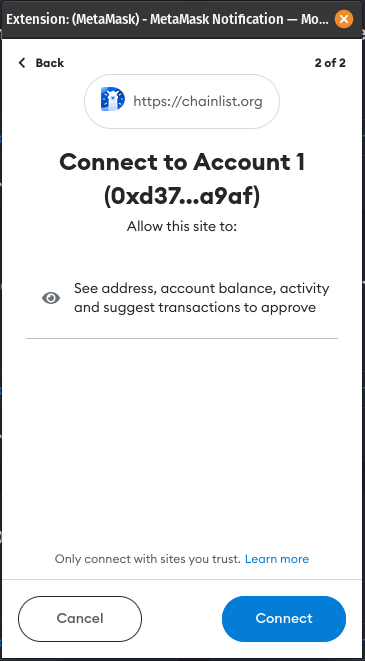 Extension: (MetaMask) - MetaMask Notification — Mo...
Back
2 of 2
https://chainlist.org
Connect to Account 1
(0xd37...a9af)
Allow this site to:
See address, account balance, activity
and suggest transactions to approve
Only connect with sites you trust. Learn more
Cancel
Connect